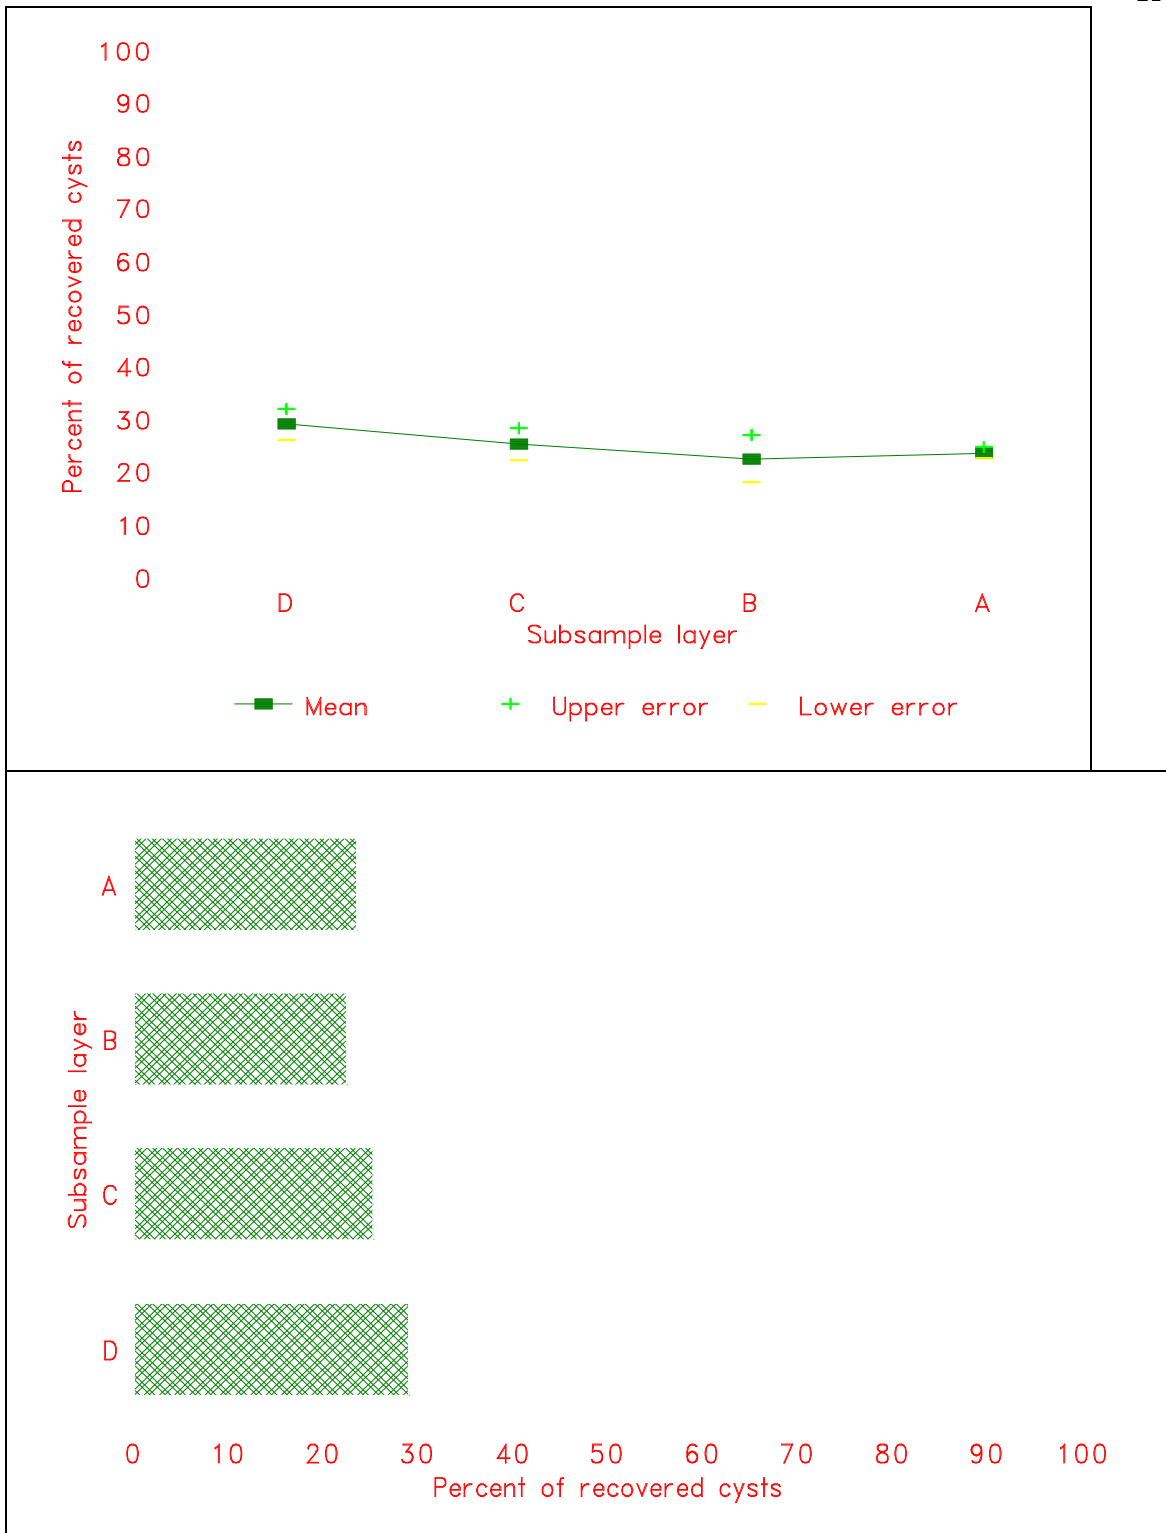 100
90
80
70
60
50
40
30
20
10
0
Percent of recovered cysts
D C B A
Subsample layer
Mean Upper error Lower error
A
B
C
D
Subsample layer
0 10 20 30 40 50 60 70 80 90 100
Percent of recovered cysts